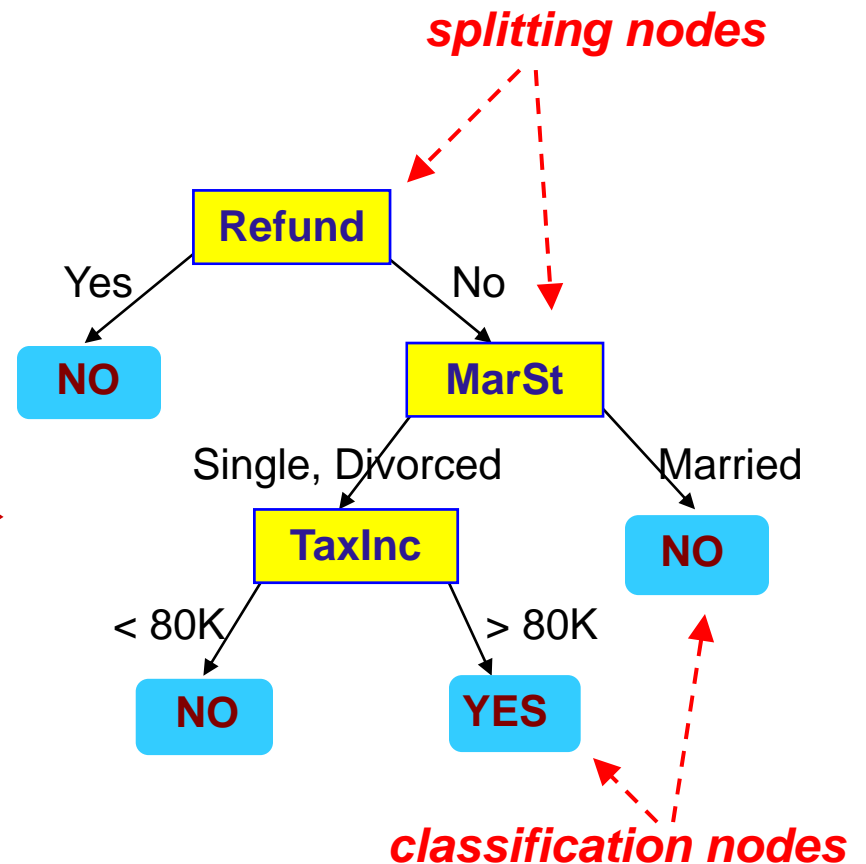 splitting nodes
Refund
Yes
No
NO
MarSt
Single, Divorced
Married
TaxInc
NO
< 80K
> 80K
NO
YES
classification nodes